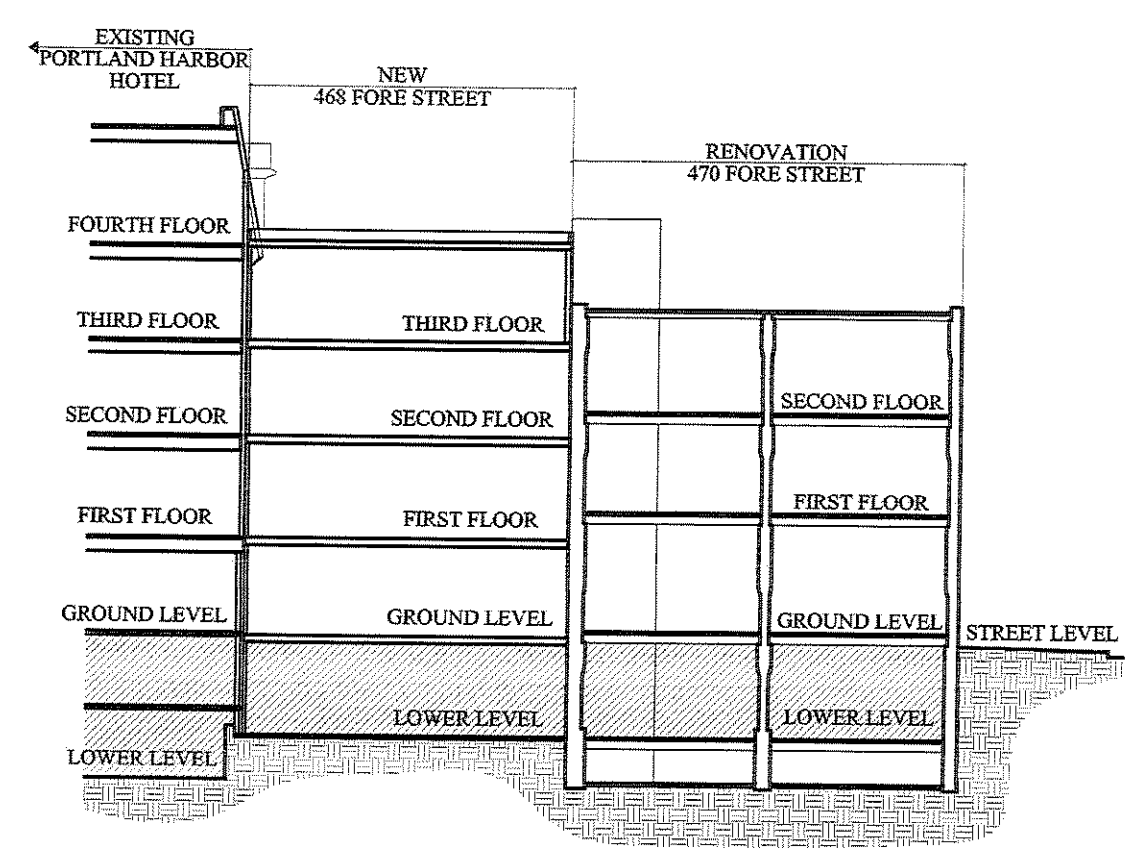 EXISTING
PORTLAND HARBOR
HOTEL
NEW
468 FORE STREET
RENOVATION
470 FORE STREET
FOURTH FLOOR
THIRD FLOOR
THIRD FLOOR
SECOND FLOOR
SECOND FLOOR
SECOND FLOOR
FIRST FLOOR
FIRST FLOOR
FIRST FLOOR
GROUND LEVEL
GROUND LEVEL
GROUND LEVEL
STREET LEVEL
LOWER LEVEL
LOWER LEVEL
LOWER LEVEL